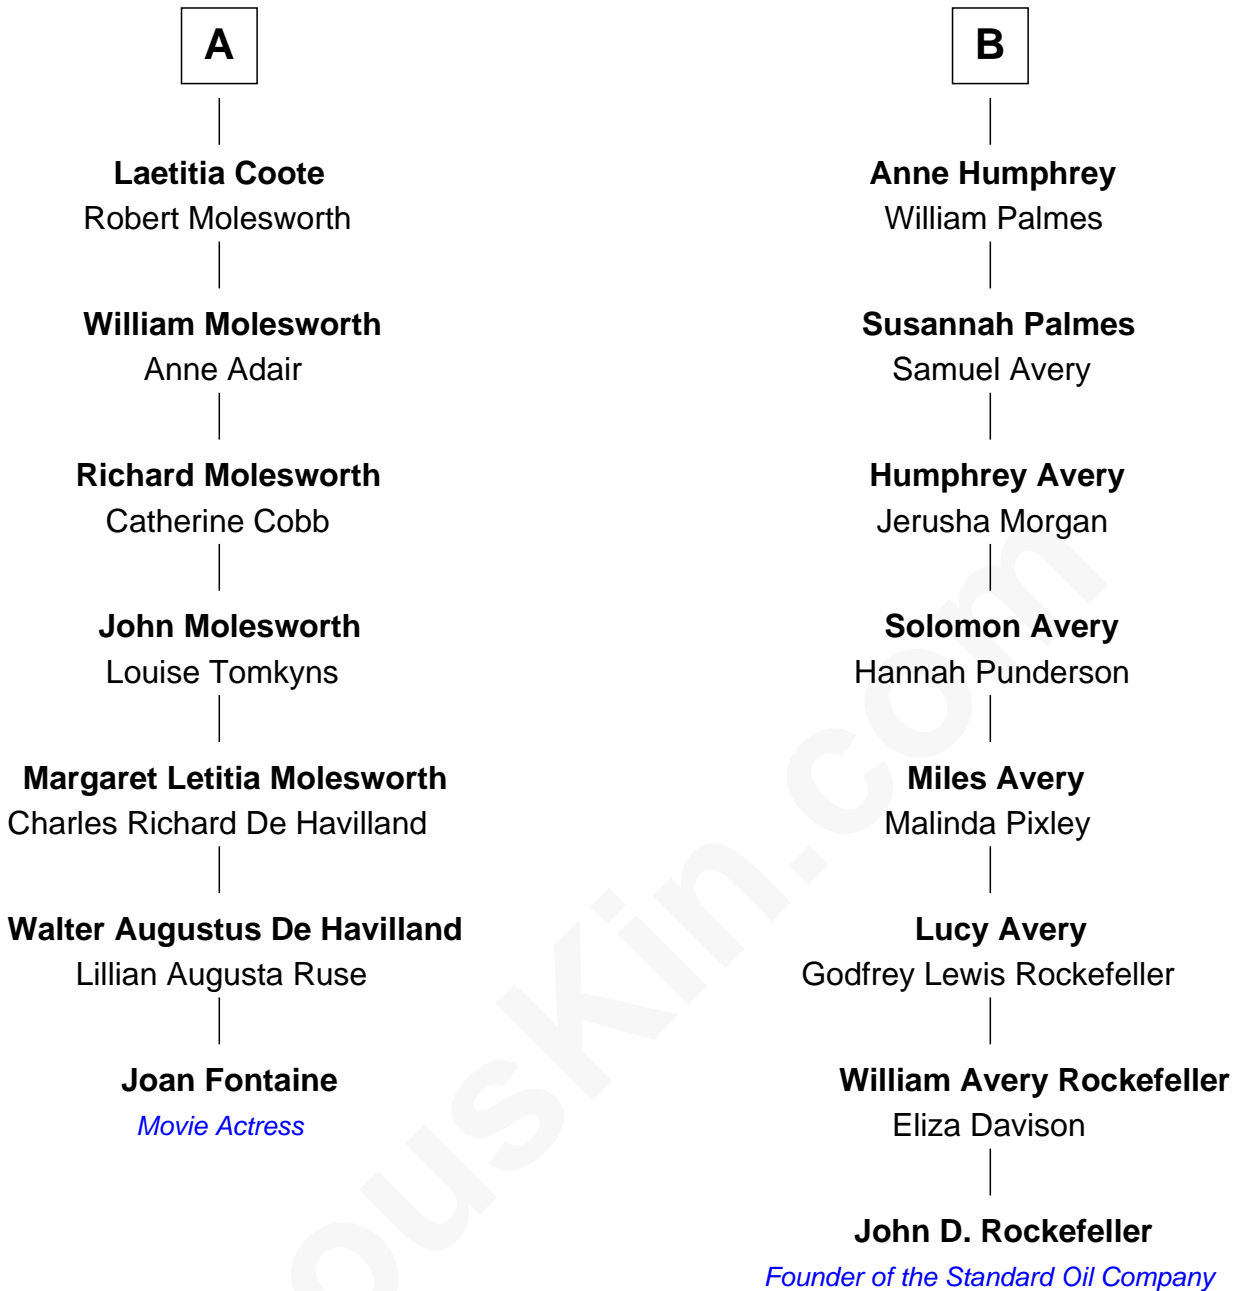 A
Laetitia Coote
Robert Molesworth
William Molesworth
Anne Adair
Richard Molesworth
Catherine Cobb
John Molesworth
Louise Tomkyns
Margaret Letitia Molesworth
Charles Richard De Havilland
Walter Augustus De Havilland
Lillian Augusta Ruse
Joan Fontaine
Movie Actress
B
Anne Humphrey
William Palmes
Susannah Palmes
Samuel Avery
Humphrey Avery
Jerusha Morgan
Solomon Avery
Hannah Punderson
Miles Avery
Malinda Pixley
Lucy Avery
Godfrey Lewis Rockefeller
William Avery Rockefeller
Eliza Davison
John D. Rockefeller
Founder of the Standard Oil Company
ousKin.com